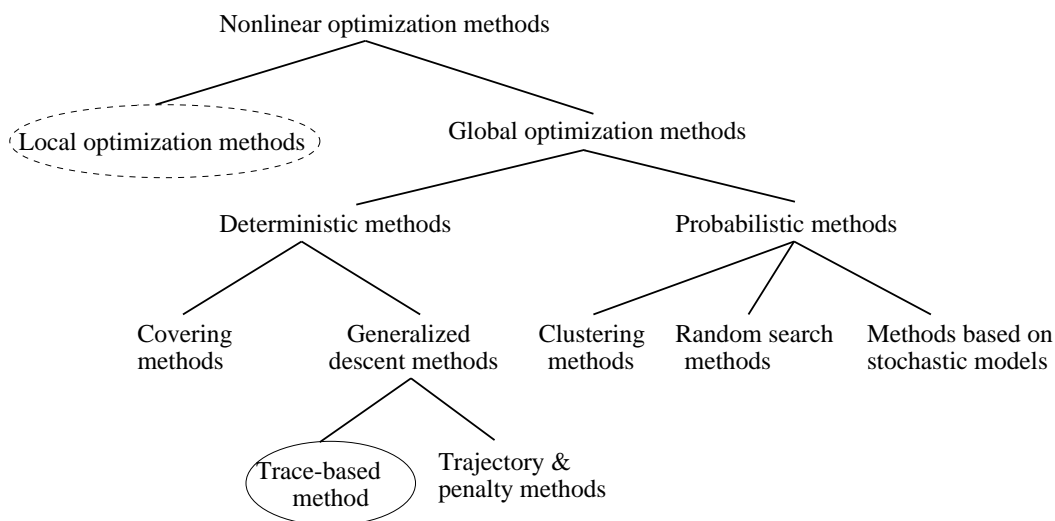 Nonlinear optimization methods
Local optimization methods
Global optimization methods
Deterministic methods
Probabilistic methods
Covering
methods
Generalized
descent methods
Clustering
methods
Random search
methods
Methods based on
stochastic models
Trace-based
method
Trajectory &
penalty methods